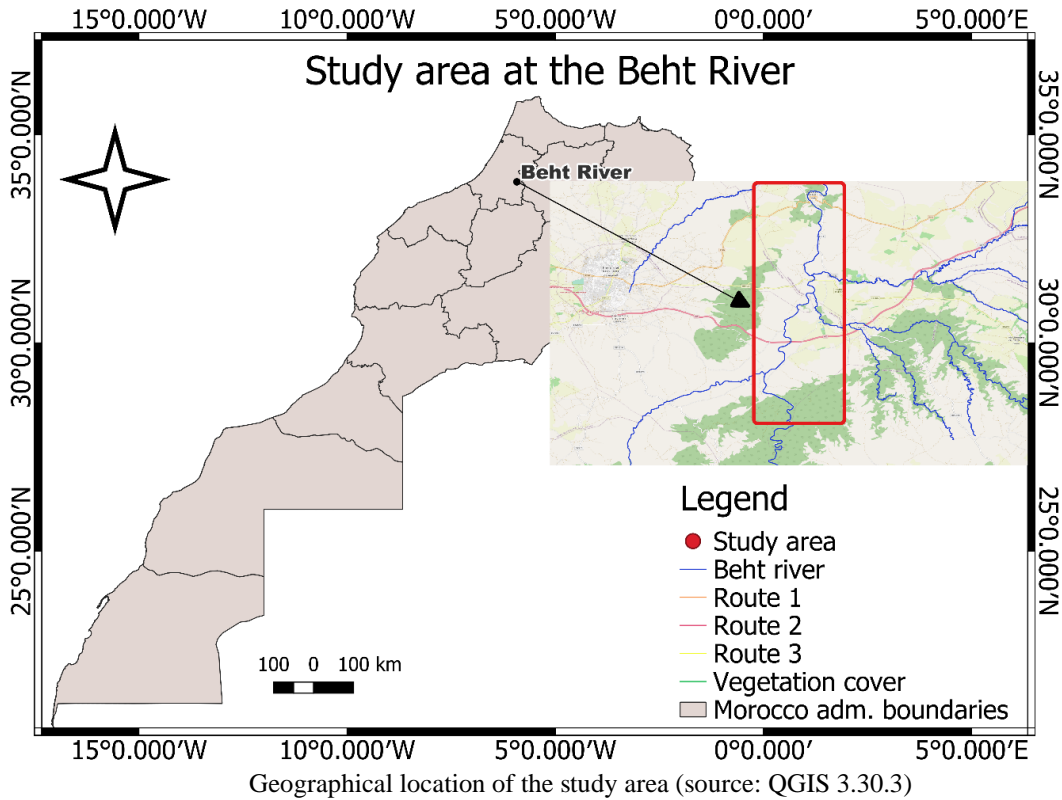 15°0.000′W 10°0.000′W 5°0.000′W 0°0.000′ 5°0.000′E
Study area at the Beht River
35°0.000′N
35°0.000′N
Beht River
30°0.000′N
30°0.000′N
25°0.000′N
25°0.000′N
Legend
Study area
Beht river
Route 1
Route 2
Route 3
Vegetation cover
Morocco adm. boundaries
100 0 100 km
15°0.000′W 10°0.000′W 5°0.000′W 0°0.000′ 5°0.000′E
Geographical location of the study area (source: QGIS 3.30.3)